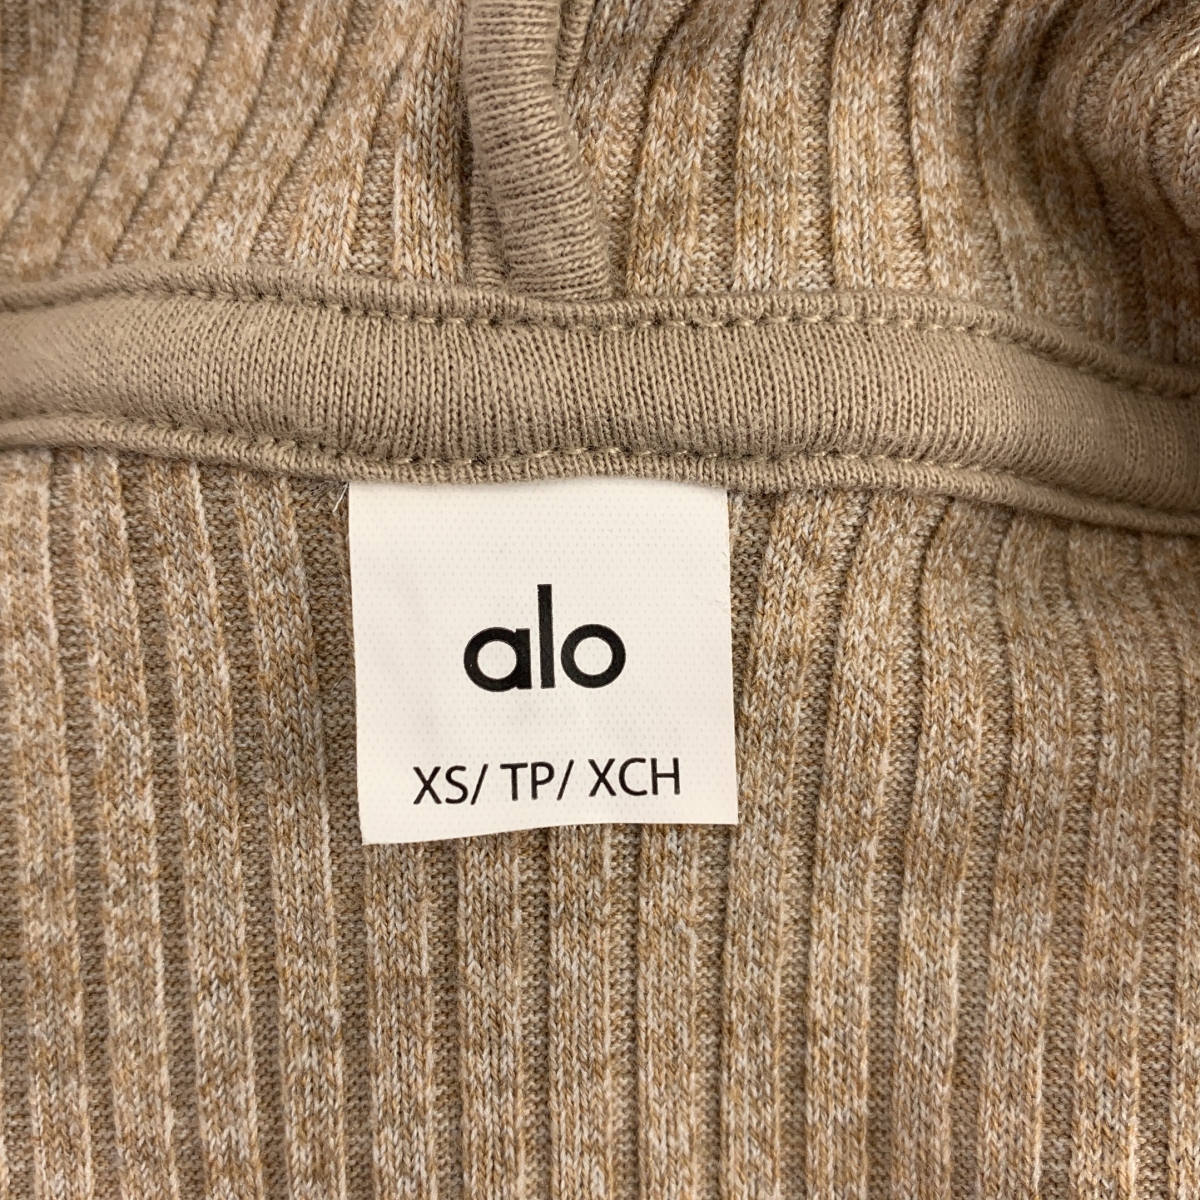 alo
XS/ TP/ XCH